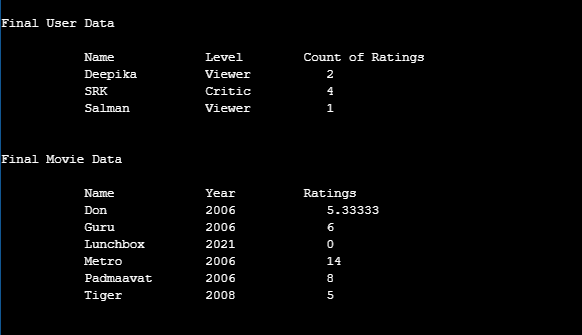 Final User Data
Name Level Count of Ratings
Deepika Viewer 2
SRK Critic 4
Salman Viewer 1
Final Movie Data
Name Year Ratings
Don 2006 5.33333
Guru 2006 6
Lunchbox 2021 0
Metro 2006 14
Padmaavat 2006 8
Tiger 2008 5